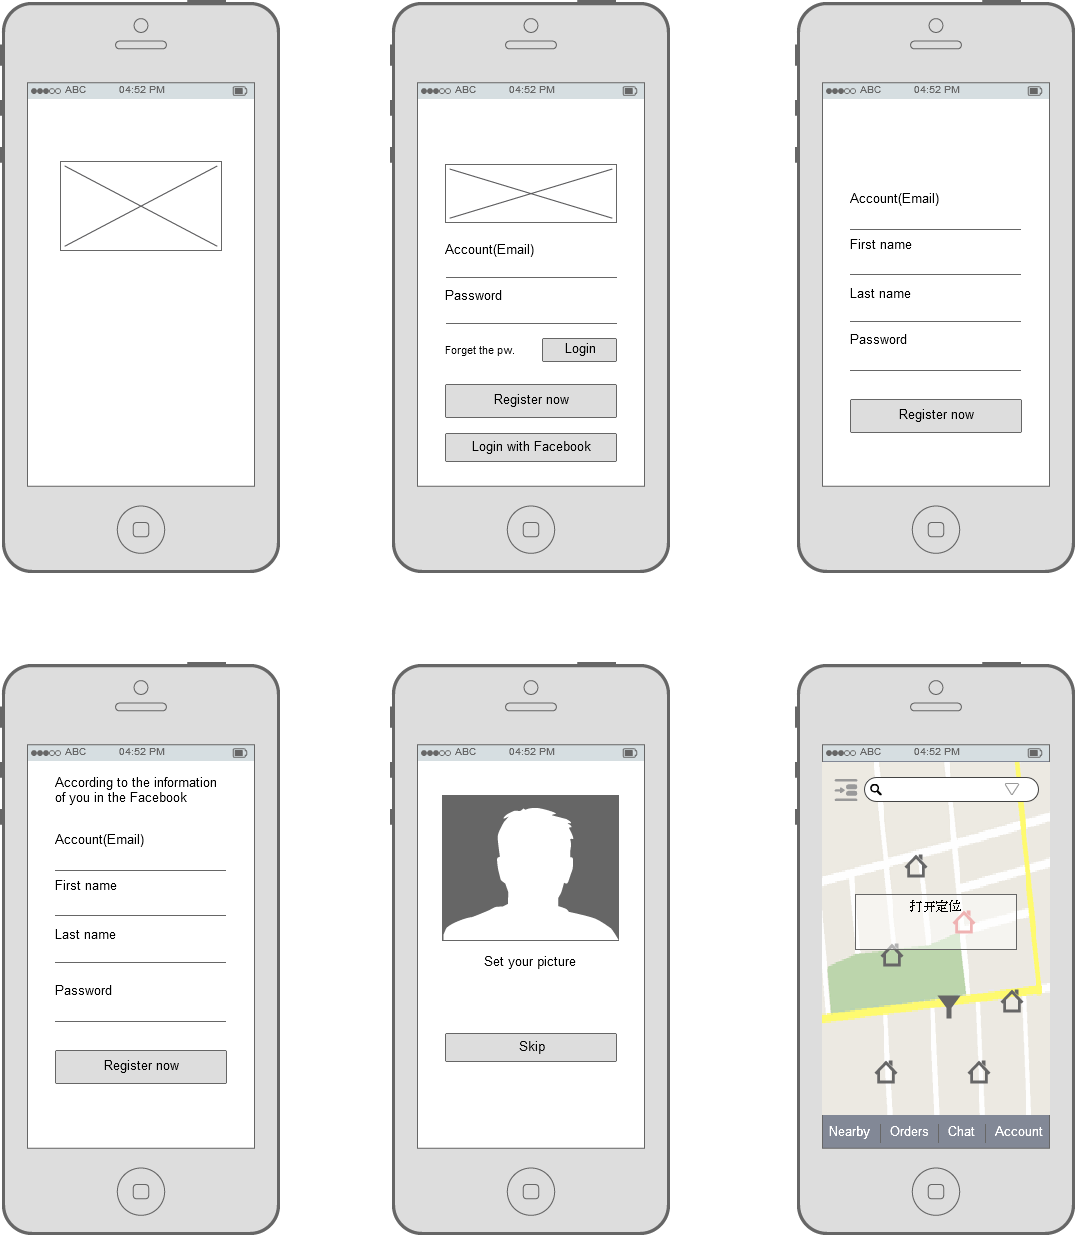 ABC 04:52 PM
ABC 04:52 PM
Account(Email)
Password
Forget the pw.
Login
Register now
Login with Facebook
ABC 04:52 PM
Account(Email)
First name
Last name
Password
Register now
ABC 04:52 PM
According to the information
of you in the Facebook
Account(Email)
First name
Last name
Password
Register now
ABC 04:52 PM
Set your picture
Skip
ABC 04:52 PM
打开定位
Nearby Orders Chat Account